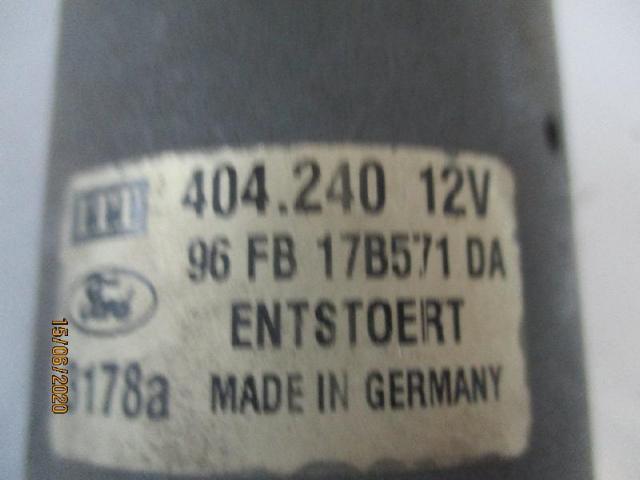 404.240 12V
96 FB 17B571 DA
Ford
ENTSTOERT
178a MADE IN GERMANY
15/06/2020